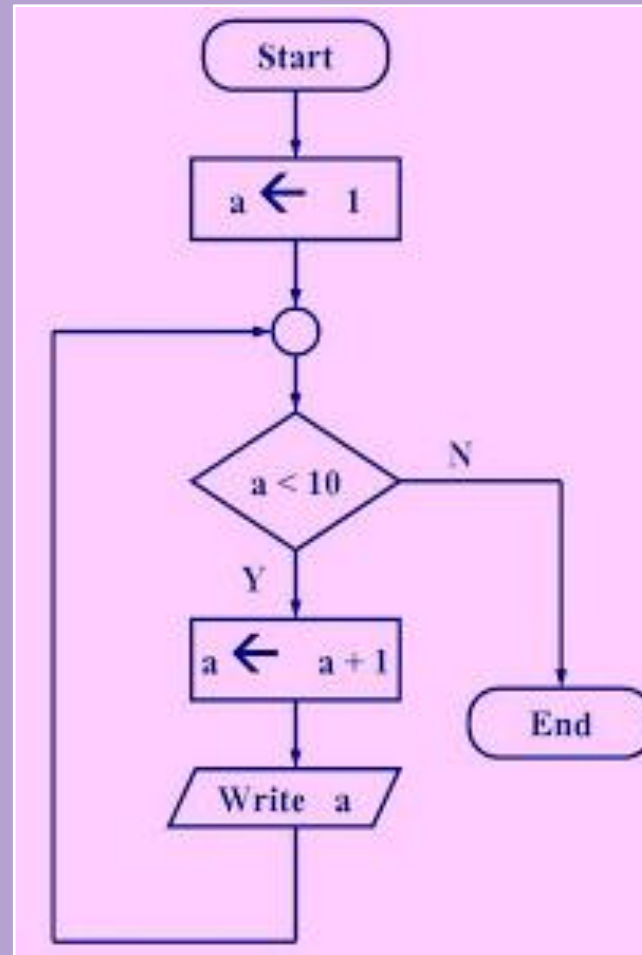 Start
a ← 1
a < 10
N
Y
a ← a + 1
End
Write a